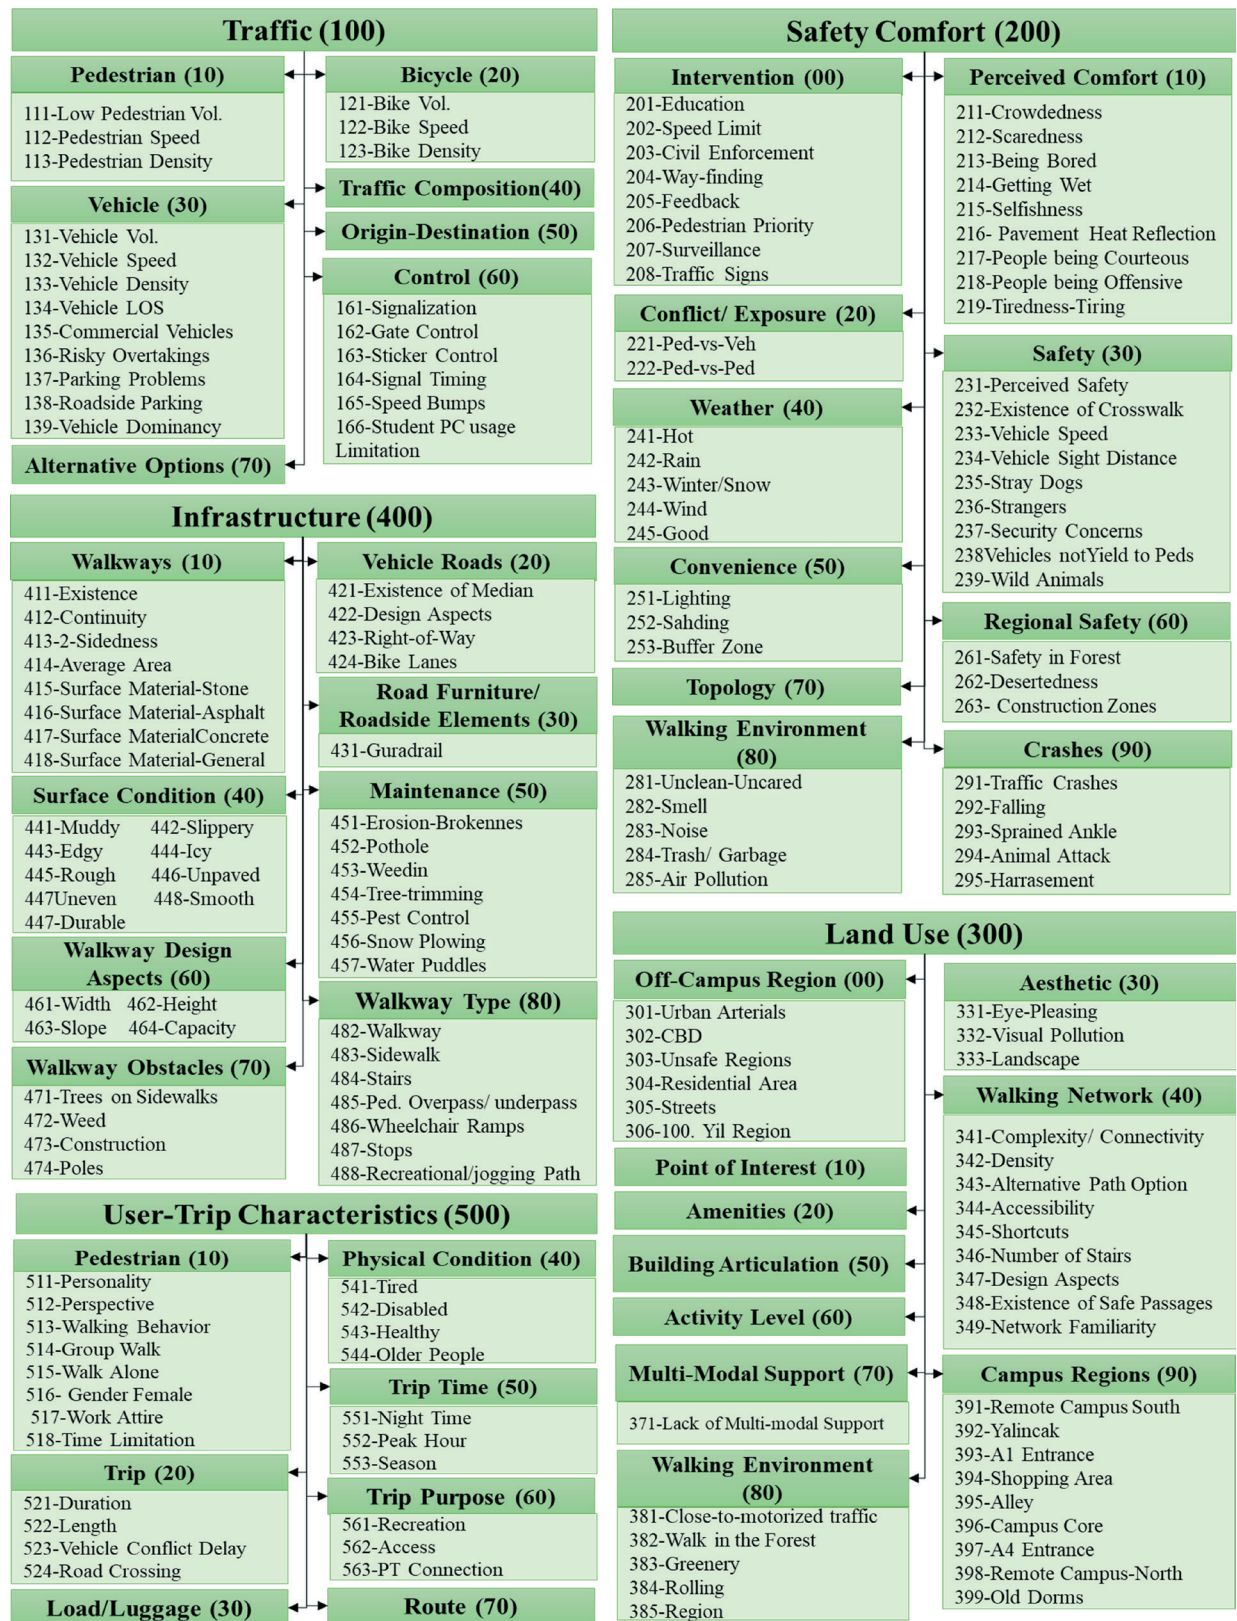 Traffic (100)
Pedestrian (10)
111-Low Pedestrian Vol.
112-Pedestrian Speed
113-Pedestrian Density
Bicycle (20)
121-Bike Vol.
122-Bike Speed
123-Bike Density
Vehicle (30)
131-Vehicle Vol.
132-Vehicle Speed
133-Vehicle Density
134-Vehicle LOS
135-Commercial Vehicles
136-Risky Overtakings
137-Parking Problems
138-Roadside Parking
139-Vehicle Dominancy
Traffic Composition(40)
Origin-Destination (50)
Control (60)
161-Signalization
162-Gate Control
163-Sticker Control
164-Signal Timing
165-Speed Bumps
166-Student PC usage
Limitation
Alternative Options (70)
Safety Comfort (200)
Intervention (00)
201-Education
202-Speed Limit
203-Civil Enforcement
204-Way-finding
205-Feedback
206-Pedestrian Priority
207-Surveillance
208-Traffic Signs
Perceived Comfort (10)
211-Crowdedness
212-Scaredness
213-Being Bored
214-Getting Wet
215-Selfishness
216- Pavement Heat Reflection
217-People being Courteous
218-People being Offensive
219-Tiredness-Tiring
Conflict/ Exposure (20)
221-Ped-vs-Veh
222-Ped-vs-Ped
Safety (30)
231-Perceived Safety
232-Existence of Crosswalk
233-Vehicle Speed
234-Vehicle Sight Distance
235-Stray Dogs
236-Strangers
237-Security Concerns
238Vehicles notYield to Peds
239-Wild Animals
Weather (40)
241-Hot
242-Rain
243-Winter/Snow
244-Wind
245-Good
Convenience (50)
251-Lighting
252-Sahding
253-Buffer Zone
Regional Safety (60)
261-Safety in Forest
262-Desertedness
263- Construction Zones
Topology (70)
Walking Environment
(80)
281-Unclean-Uncared
282-Smell
283-Noise
284-Trash/ Garbage
285-Air Pollution
Crashes (90)
291-Traffic Crashes
292-Falling
293-Sprained Ankle
294-Animal Attack
295-Harrasement
Infrastructure (400)
Walkways (10)
411-Existence
412-Continuity
413-2-Sidedness
414-Average Area
415-Surface Material-Stone
416-Surface Material-Asphalt
417-Surface MaterialConcrete
418-Surface Material-General
Vehicle Roads (20)
421-Existence of Median
422-Design Aspects
423-Right-of-Way
424-Bike Lanes
Road Furniture/
Roadside Elements (30)
431-Guradrail
Surface Condition (40)
441-Muddy 442-Slippery
443-Edgy 444-Icy
445-Rough 446-Unpaved
447Uneven 448-Smooth
447-Durable
Maintenance (50)
451-Erosion-Brokennes
452-Pothole
453-Weedin
454-Tree-trimming
455-Pest Control
456-Snow Plowing
457-Water Puddles
Walkway Design
Aspects (60)
461-Width 462-Height
463-Slope 464-Capacity
Walkway Obstacles (70)
471-Trees on Sidewalks
472-Weed
473-Construction
474-Poles
Walkway Type (80)
482-Walkway
483-Sidewalk
484-Stairs
485-Ped. Overpass/ underpass
486-Wheelchair Ramps
487-Stops
488-Recreational/jogging Path
Land Use (300)
Off-Campus Region (00)
301-Urban Arterials
302-CBD
303-Unsafe Regions
304-Residential Area
305-Streets
306-100. Yil Region
Point of Interest (10)
Amenities (20)
Aesthetic (30)
331-Eye-Pleasing
332-Visual Pollution
333-Landscape
Walking Network (40)
341-Complexity/ Connectivity
342-Density
343-Alternative Path Option
344-Accessibility
345-Shortcuts
346-Number of Stairs
347-Design Aspects
348-Existence of Safe Passages
349-Network Familiarity
Building Articulation (50)
Activity Level (60)
Multi-Modal Support (70)
371-Lack of Multi-modal Support
Walking Environment
(80)
381-Close-to-motorized traffic
382-Walk in the Forest
383-Greenery
384-Rolling
385-Region
Campus Regions (90)
391-Remote Campus South
392-Yalincak
393-A1 Entrance
394-Shopping Area
395-Alley
396-Campus Core
397-A4 Entrance
398-Remote Campus-North
399-Old Dorms
User-Trip Characteristics (500)
Pedestrian (10)
511-Personality
512-Perspective
513-Walking Behavior
514-Group Walk
515-Walk Alone
516- Gender Female
517-Work Attire
518-Time Limitation
Trip (20)
521-Duration
522-Length
523-Vehicle Conflict Delay
524-Road Crossing
Load/Luggage (30)
Physical Condition (40)
541-Tired
542-Disabled
543-Healthy
544-Older People
Trip Time (50)
551-Night Time
552-Peak Hour
553-Season
Trip Purpose (60)
561-Recreation
562-Access
563-PT Connection
Route (70)